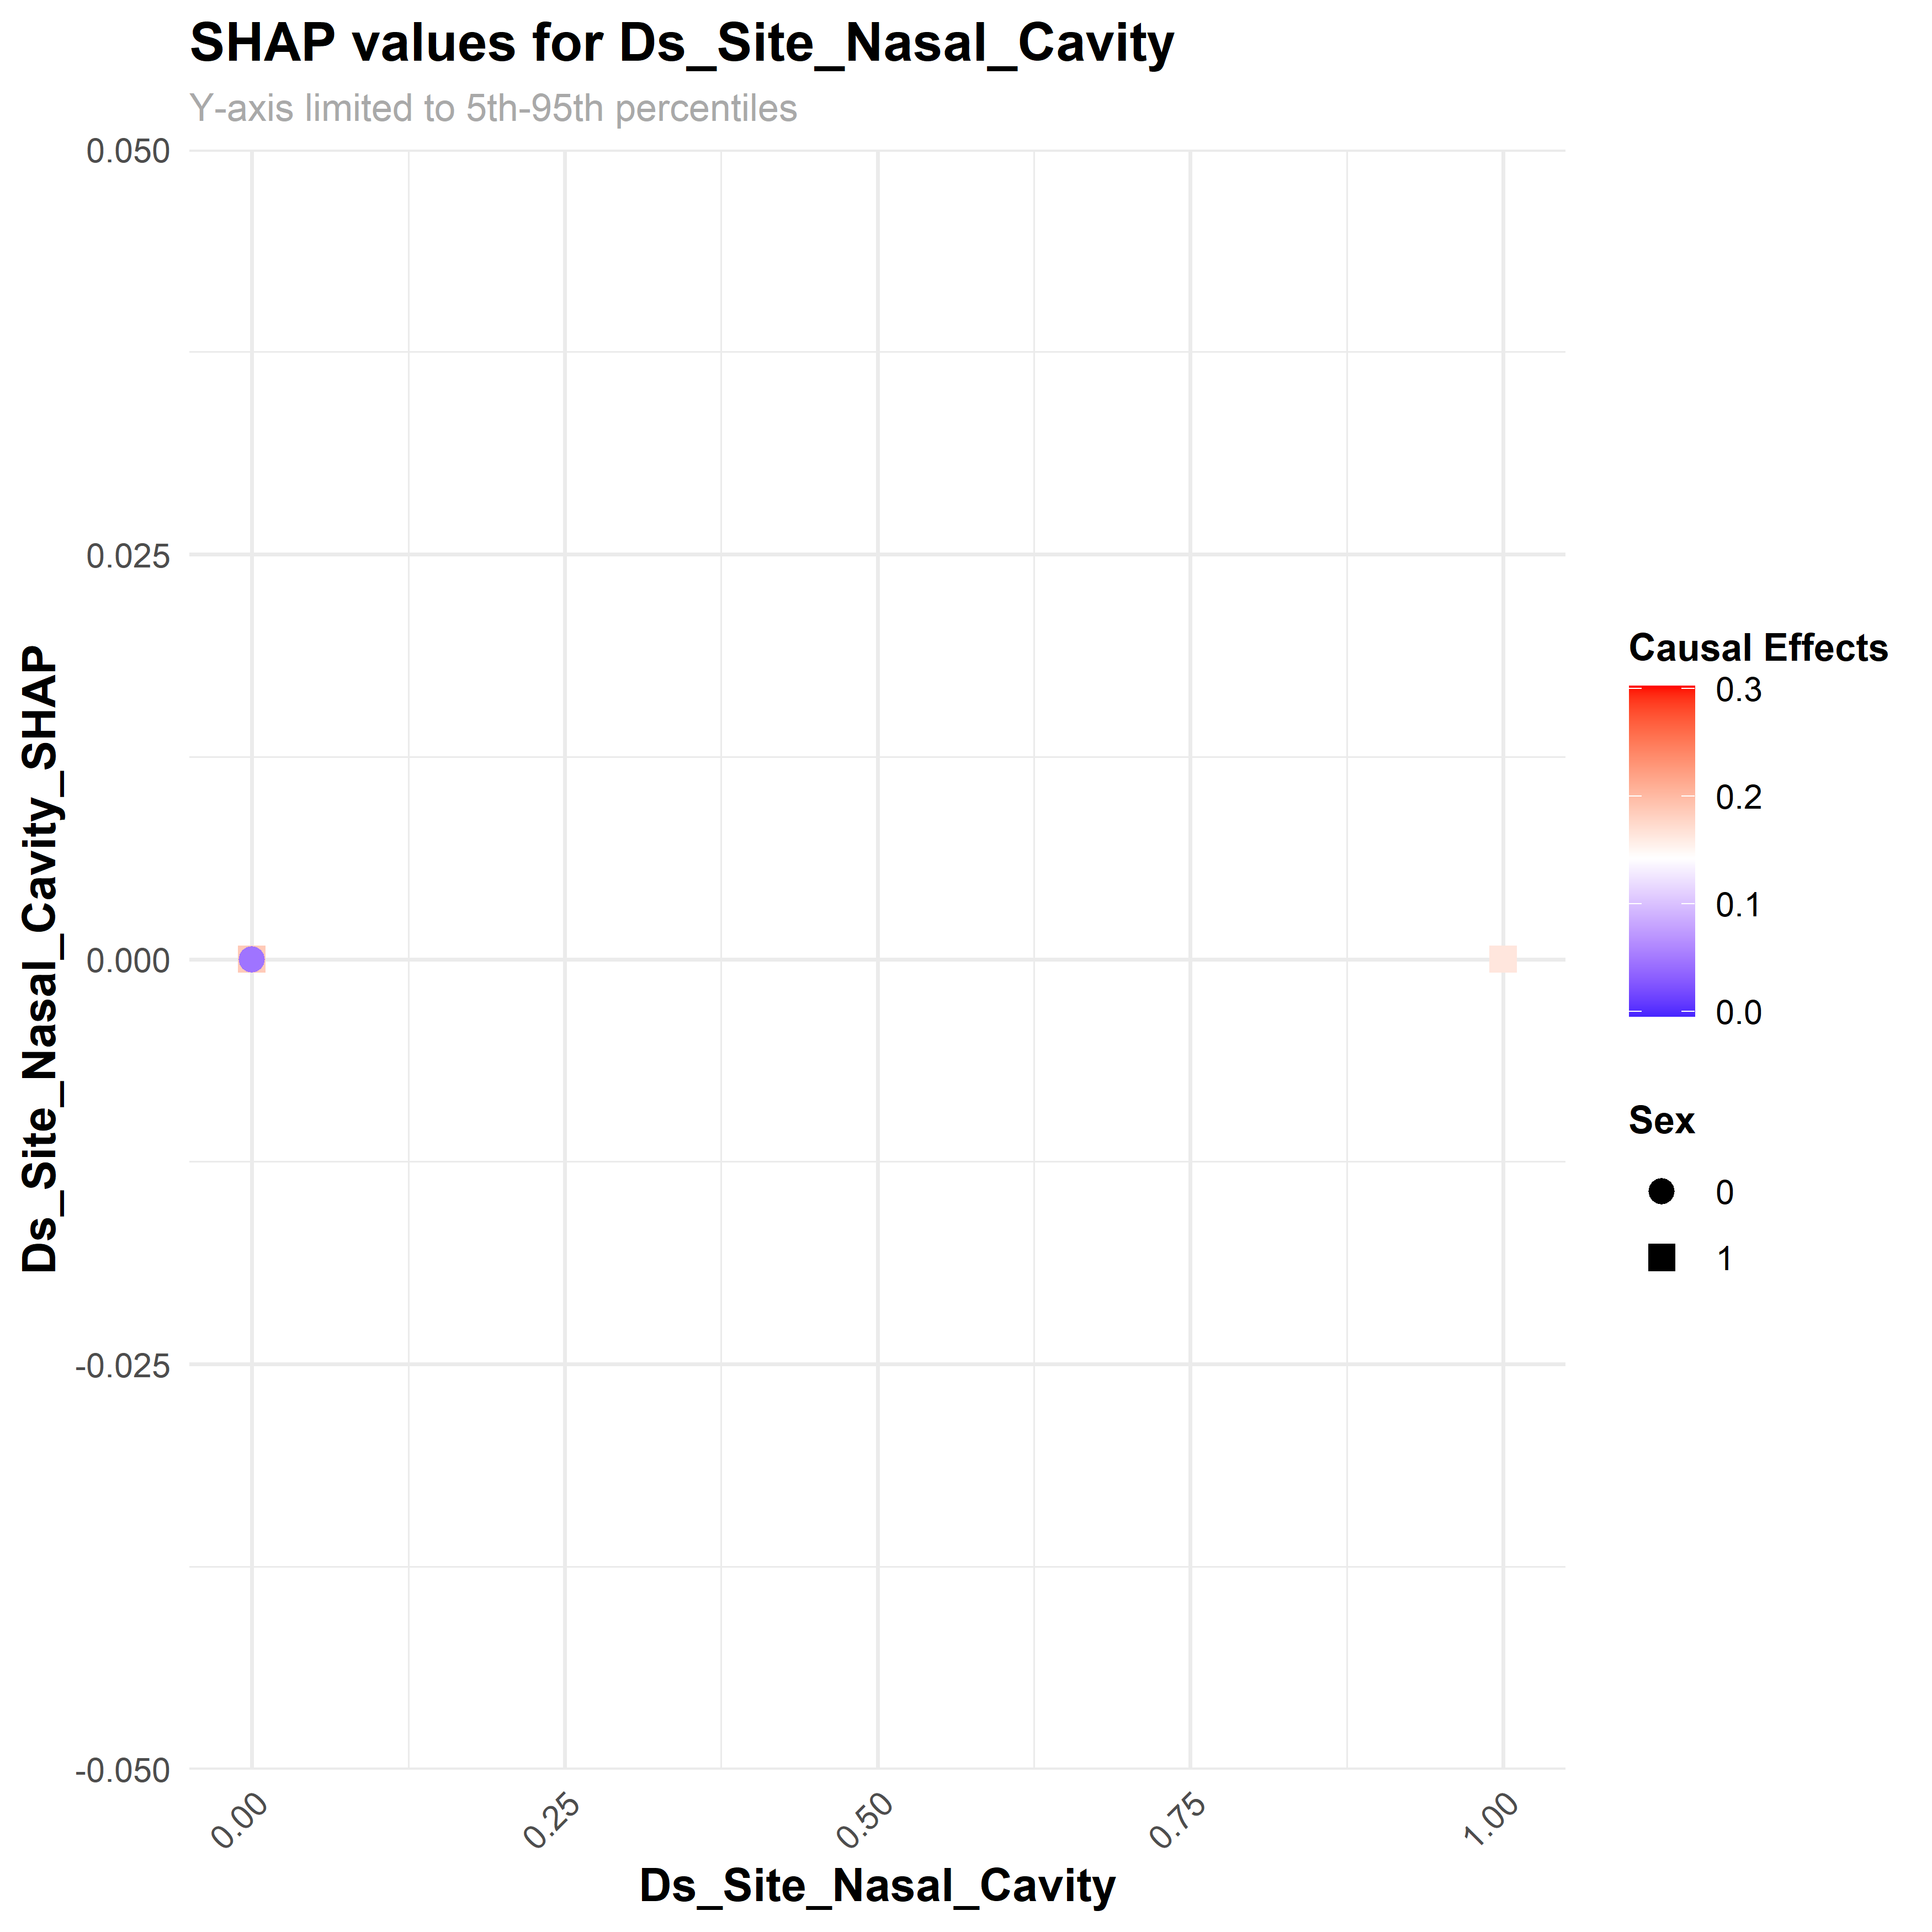 SHAP values for Ds_Site_Nasal_Cavity
Y-axis limited to 5th-95th percentiles
Ds_Site_Nasal_Cavity_SHAP
0.050
0.025
0.000
-0.025
-0.050
0.00
0.25
0.50
0.75
1.00
Ds_Site_Nasal_Cavity
Causal Effects
0.3
0.2
0.1
0.0
Sex
0
1